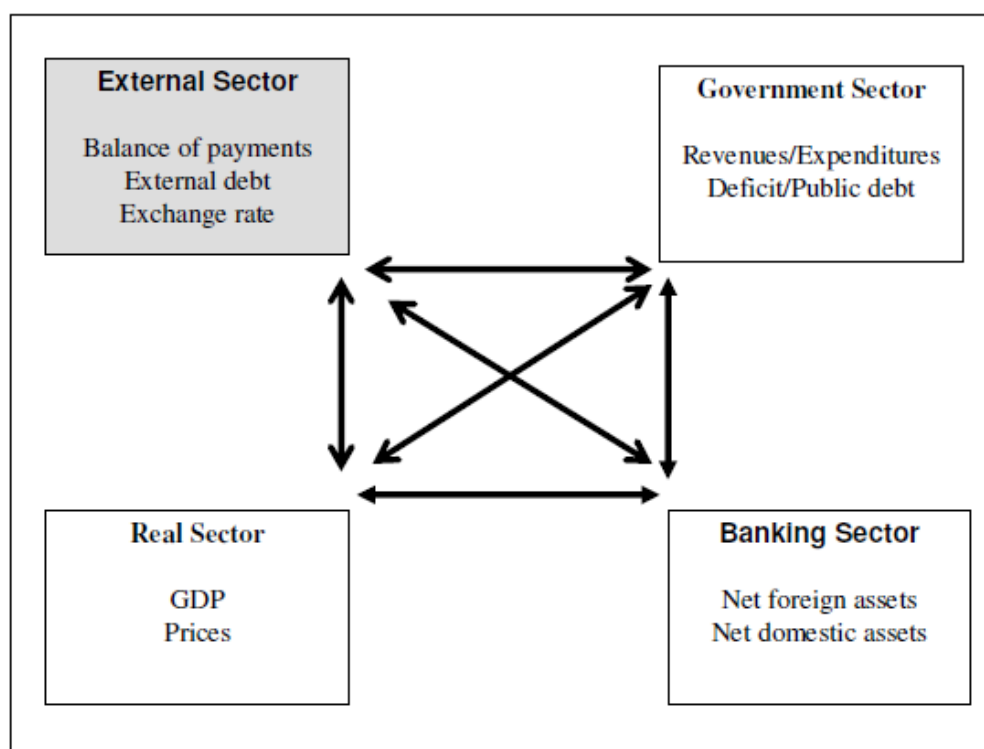 External Sector
Balance of payments
External debt
Exchange rate
Government Sector
Revenues/Expenditures
Deficit/Public debt
Real Sector
GDP
Prices
Banking Sector
Net foreign assets
Net domestic assets